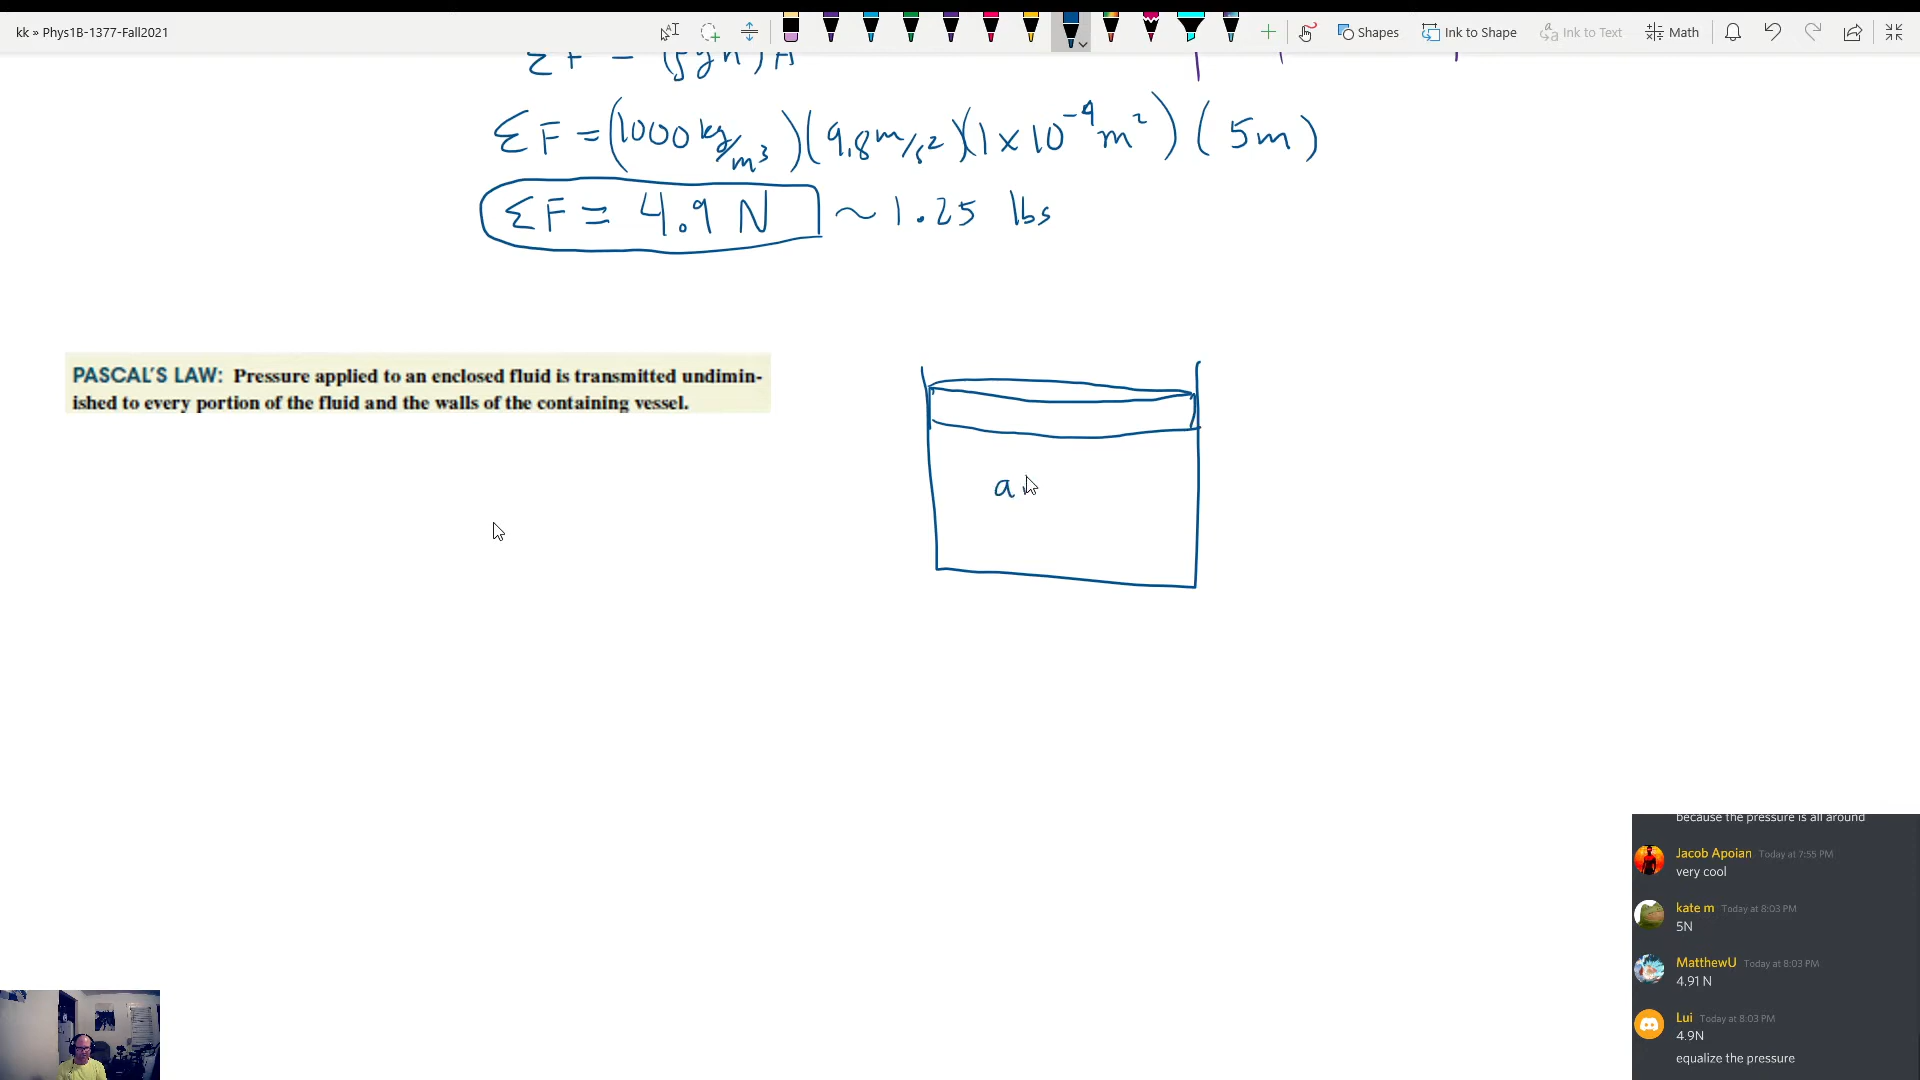 kk » Phys1B-1377-Fall2021
Shapes
Ink to Shape
Ink to Text
Math
ΣF = (ρgh)A
ΣF = (1000 kg/m³)(9.8 m/s²)(1 × 10⁻⁴ m²)(5m)
ΣF = 4.9 N ~ 1.25 lbs
PASCAL'S LAW: Pressure applied to an enclosed fluid is transmitted undimin-
ished to every portion of the fluid and the walls of the containing vessel.
a
because the pressure is all around
Jacob Apoian Today at 7:55 PM
very cool
kate m Today at 8:03 PM
5N
MatthewU Today at 8:03 PM
4.91 N
Lui Today at 8:03 PM
4.9N
equalize the pressure